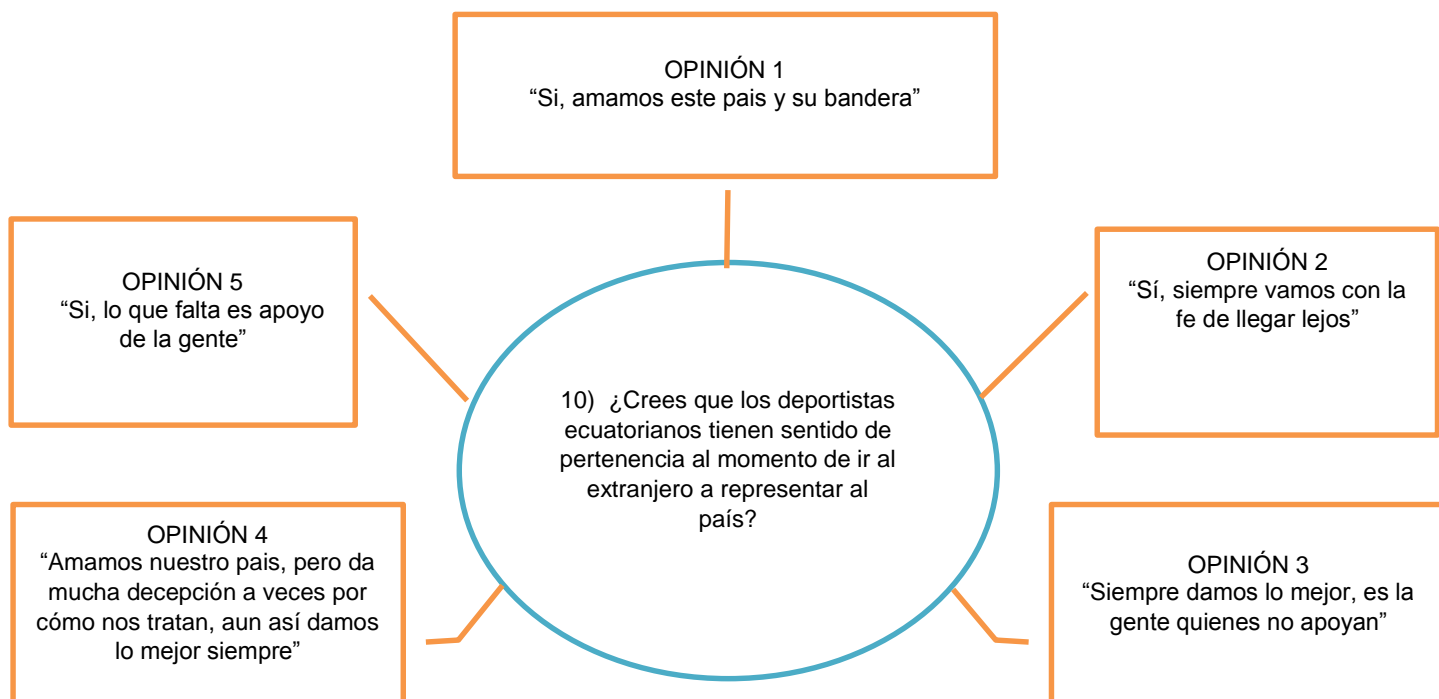 OPINIÓN 1
“Si, amamos este pais y su bandera”
OPINIÓN 5
“Si, lo que falta es apoyo
de la gente”
OPINIÓN 2
“Sí, siempre vamos con la
fe de llegar lejos”
10) ¿Crees que los deportistas
ecuatorianos tienen sentido de
pertenencia al momento de ir al
extranjero a representar al
país?
OPINIÓN 4
“Amamos nuestro pais, pero da
mucha decepción a veces por
cómo nos tratan, aun así damos
lo mejor siempre”
OPINIÓN 3
“Siempre damos lo mejor, es la
gente quienes no apoyan”